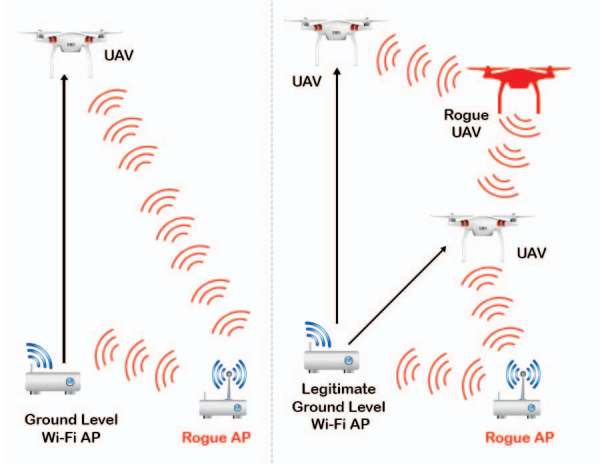 UAV
Ground Level
Wi-Fi AP
Rogue AP
UAV
Rogue
UAV
UAV
Legitimate
Ground Level
Wi-Fi AP
Rogue AP